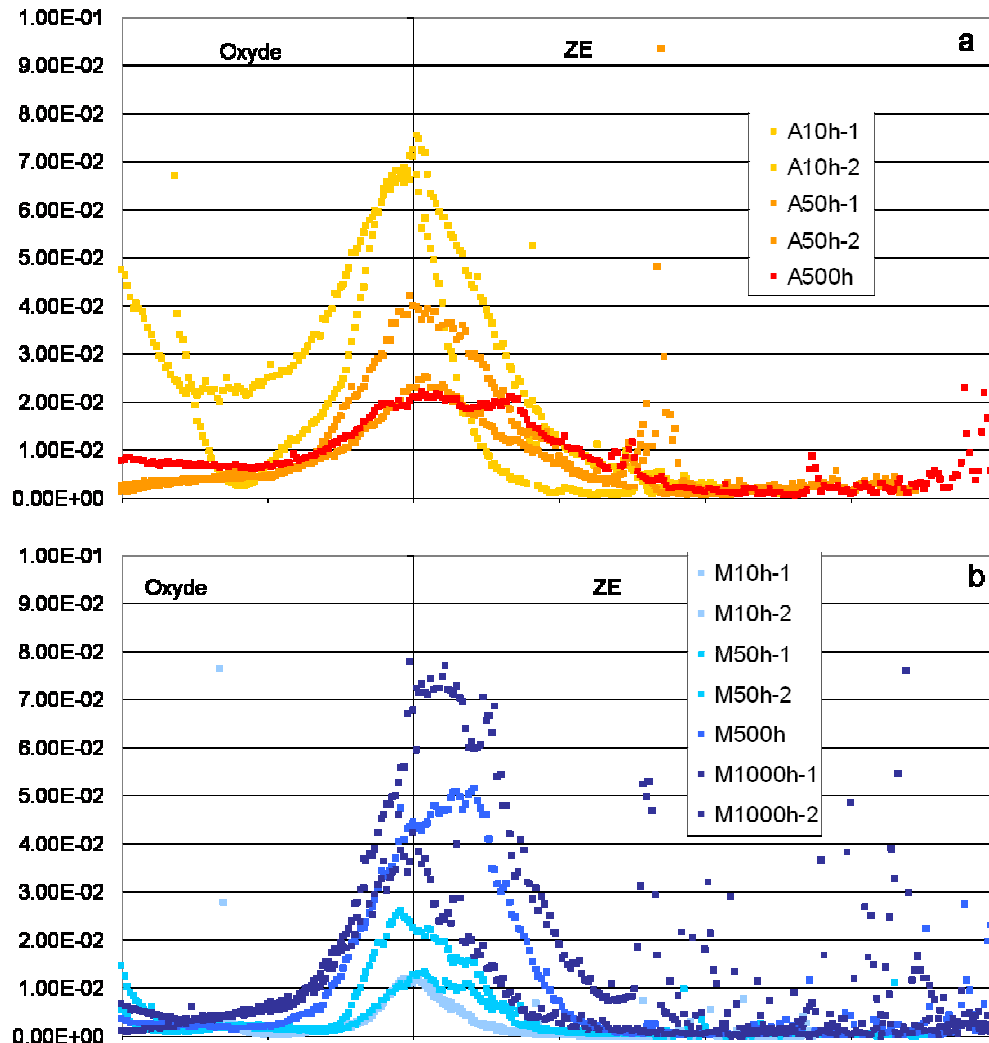 1.00E-01
a
Oxyde
ZE
9.00E-02
8.00E-02
A10h-1
7.00E-02
A10h-2
6.00E-02
A50h-1
5.00E-02
A50h-2
4.00E-02
A500h
3.00E-02
2.00E-02
1.00E-02
0.00E+00
1.00E-01
b
Oxyde
ZE
M10h-1
9.00E-02
M10h-2
8.00E-02
M50h-1
7.00E-02
M50h-2
6.00E-02
M500h
5.00E-02
M1000h-1
4.00E-02
M1000h-2
3.00E-02
2.00E-02
1.00E-02
0.00E+00